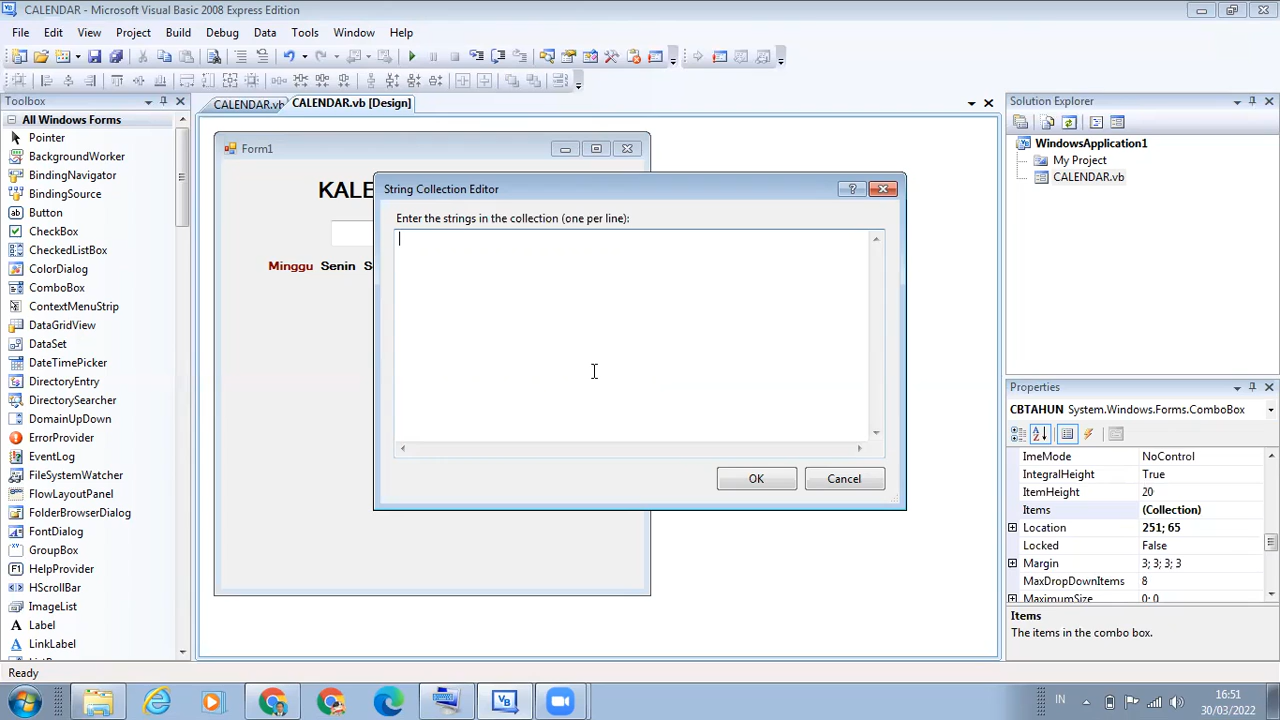 CALENDAR - Microsoft Visual Basic 2008 Express Edition
File Edit View Project Build Debug Data Tools Window Help
Toolbox
All Windows Forms
Pointer
BackgroundWorker
BindingNavigator
BindingSource
Button
CheckBox
CheckedListBox
ColorDialog
ComboBox
ContextMenuStrip
DataGridView
DataSet
DateTimePicker
DirectoryEntry
DirectorySearcher
DomainUpDown
ErrorProvider
EventLog
FileSystemWatcher
FlowLayoutPanel
FolderBrowserDialog
FontDialog
GroupBox
HelpProvider
HScrollBar
ImageList
Label
LinkLabel
CALENDAR.vb CALENDAR.vb [Design]
Form1
KALE
Minggu Senin S
String Collection Editor
Enter the strings in the collection (one per line):
OK Cancel
Solution Explorer
WindowsApplication1
My Project
CALENDAR.vb
Properties
CBTAHUN System.Windows.Forms.ComboBox
ImeMode NoControl
IntegralHeight True
ItemHeight 20
Items (Collection)
Location 251; 65
Locked False
Margin 3; 3; 3; 3
MaxDropDownItems 8
MaximumSize 0; 0
Items
The items in the combo box.
Ready
IN
16:51
30/03/2022